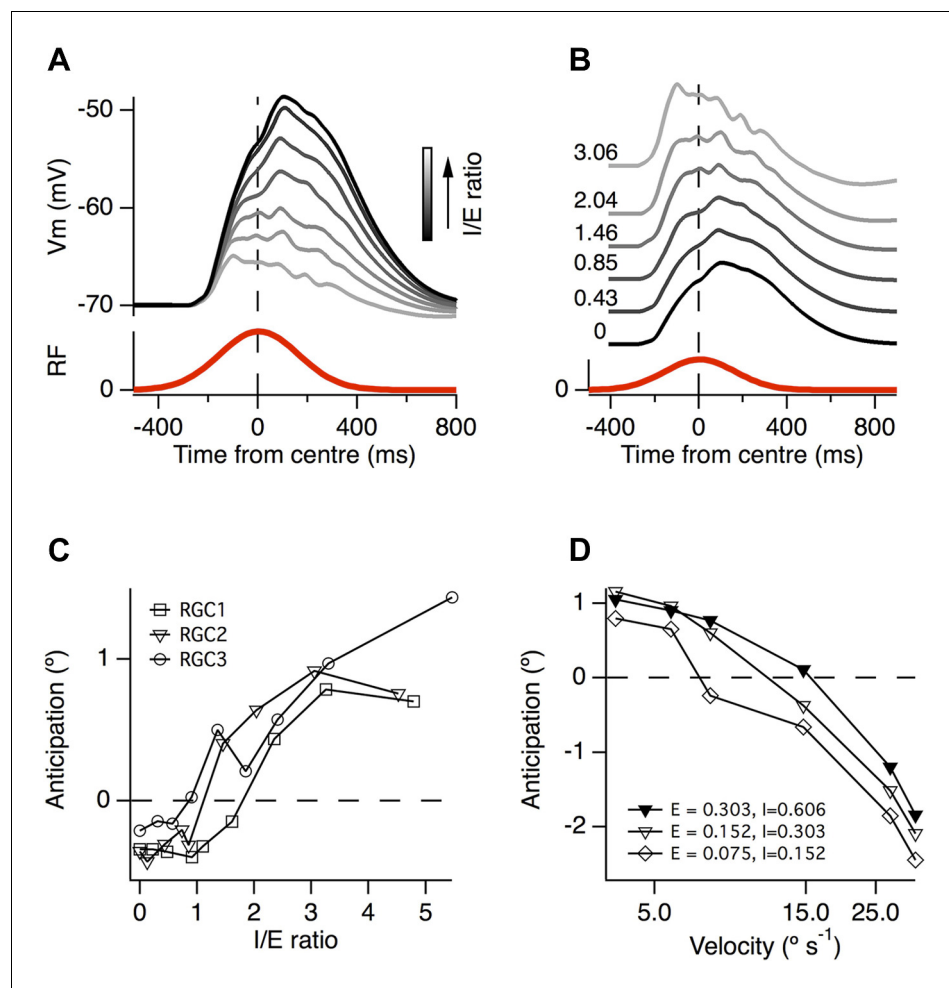 A
Vm (mV)
-50
-60
-70
I/E ratio
RF
0
-400
0
400
800
Time from centre (ms)
B
3.06
2.04
1.46
0.85
0.43
0
0
-400
0
400
800
Time from centre (ms)
C
Anticipation (°)
1
0
RGC1
RGC2
RGC3
0
1
2
3
4
5
I/E ratio
D
Anticipation (°)
1
0
-1
-2
E = 0.303, I=0.606
E = 0.152, I=0.303
E = 0.075, I=0.152
5.0
15.0
25.0
Velocity (° s⁻¹)